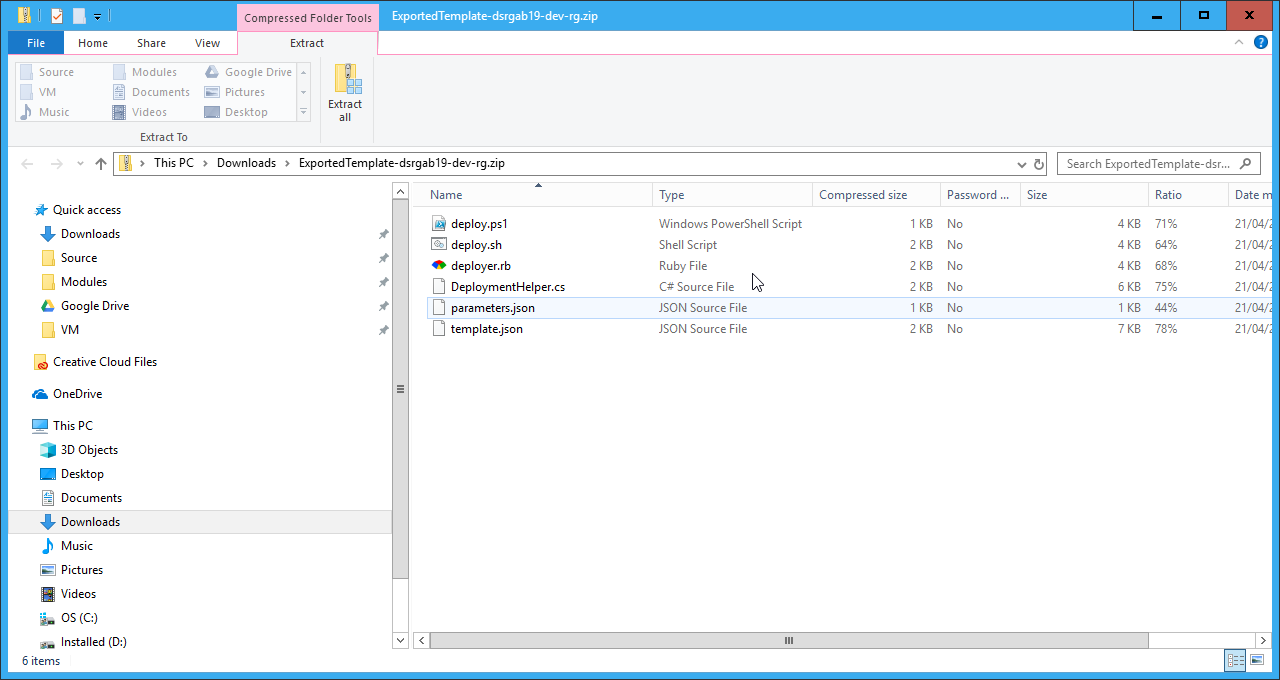 Compressed Folder Tools
ExportedTemplate-dsrgab19-dev-rg.zip
File Home Share View Extract
Source Modules Google Drive
VM Documents Pictures
Music Videos Desktop
Extract To
Extract
all
This PC > Downloads > ExportedTemplate-dsrgab19-dev-rg.zip
Search ExportedTemplate-dsr...
Name Type Compressed size Password ... Size Ratio Date m
deploy.ps1 Windows PowerShell Script 1 KB No 4 KB 71% 21/04/2
deploy.sh Shell Script 2 KB No 4 KB 64% 21/04/2
deployer.rb Ruby File 2 KB No 4 KB 68% 21/04/2
DeploymentHelper.cs C# Source File 2 KB No 6 KB 75% 21/04/2
parameters.json JSON Source File 1 KB No 1 KB 44% 21/04/2
template.json JSON Source File 2 KB No 7 KB 78% 21/04/2
Quick access
Downloads
Source
Modules
Google Drive
VM
Creative Cloud Files
OneDrive
This PC
3D Objects
Desktop
Documents
Downloads
Music
Pictures
Videos
OS (C:)
Installed (D:)
6 items